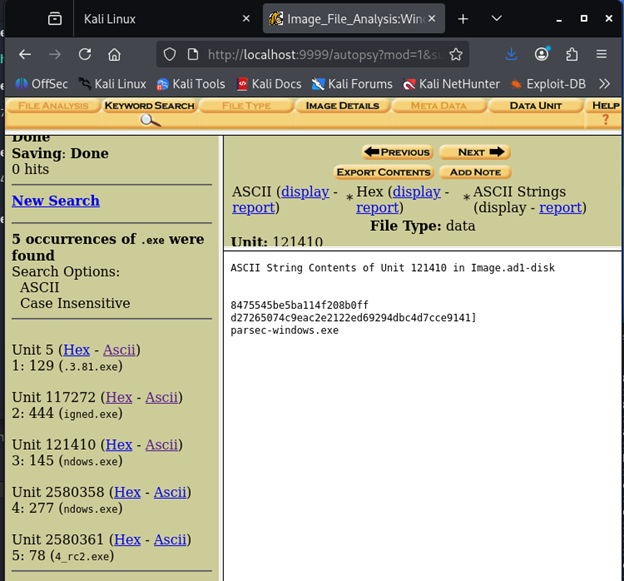 Kali Linux
Image_File_Analysis:Win
http://localhost:9999/autopsy?mod=1&su
OffSec Kali Linux Kali Tools Kali Docs Kali Forums Kali NetHunter Exploit-DB
FILE ANALYSIS KEYWORD SEARCH FILE TYPE IMAGE DETAILS META DATA DATA UNIT HELP
?
Done
Saving: Done
0 hits
New Search
5 occurrences of .exe were
found
Search Options:
ASCII
Case Insensitive
Unit 5 (Hex - Ascii)
1: 129 (.3.81.exe)
Unit 117272 (Hex - Ascii)
2: 444 (igned.exe)
Unit 121410 (Hex - Ascii)
3: 145 (ndows.exe)
Unit 2580358 (Hex - Ascii)
4: 277 (ndows.exe)
Unit 2580361 (Hex - Ascii)
5: 78 (4_rc2.exe)
PREVIOUS NEXT
EXPORT CONTENTS ADD NOTE
ASCII (display - * Hex (display - * ASCII Strings
report) report) (display - report)
File Type: data
Unit: 121410
ASCII String Contents of Unit 121410 in Image.ad1-disk
8475545be5ba114f208b0ff
d27265074c9eac2e2122ed69294dbc4d7cce9141]
parsec-windows.exe